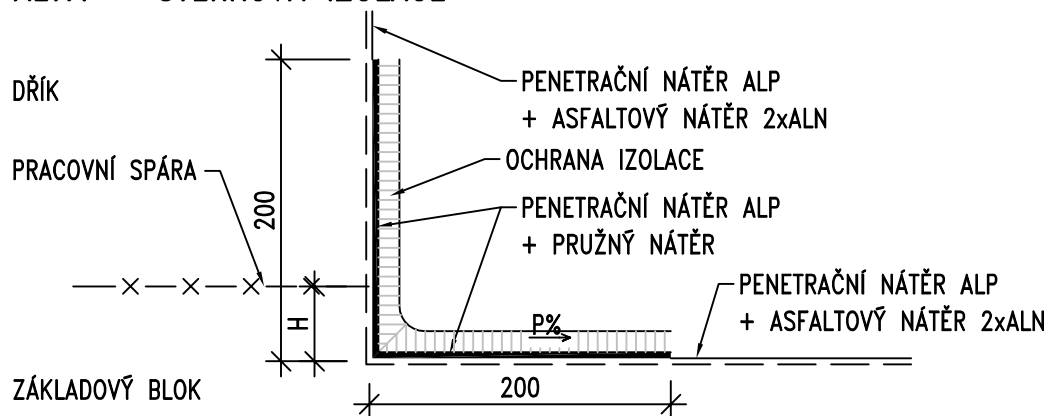 DŘÍK
PENETRAČNÍ NÁTĚR ALP
+ ASFALTOVÝ NÁTĚR 2xALN
PRACOVNÍ SPÁRA
OCHRANA IZOLACE
200
PENETRAČNÍ NÁTĚR ALP
+ PRUŽNÝ NÁTĚR
PENETRAČNÍ NÁTĚR ALP
+ ASFALTOVÝ NÁTĚR 2xALN
H
P%
ZÁKLADOVÝ BLOK
200